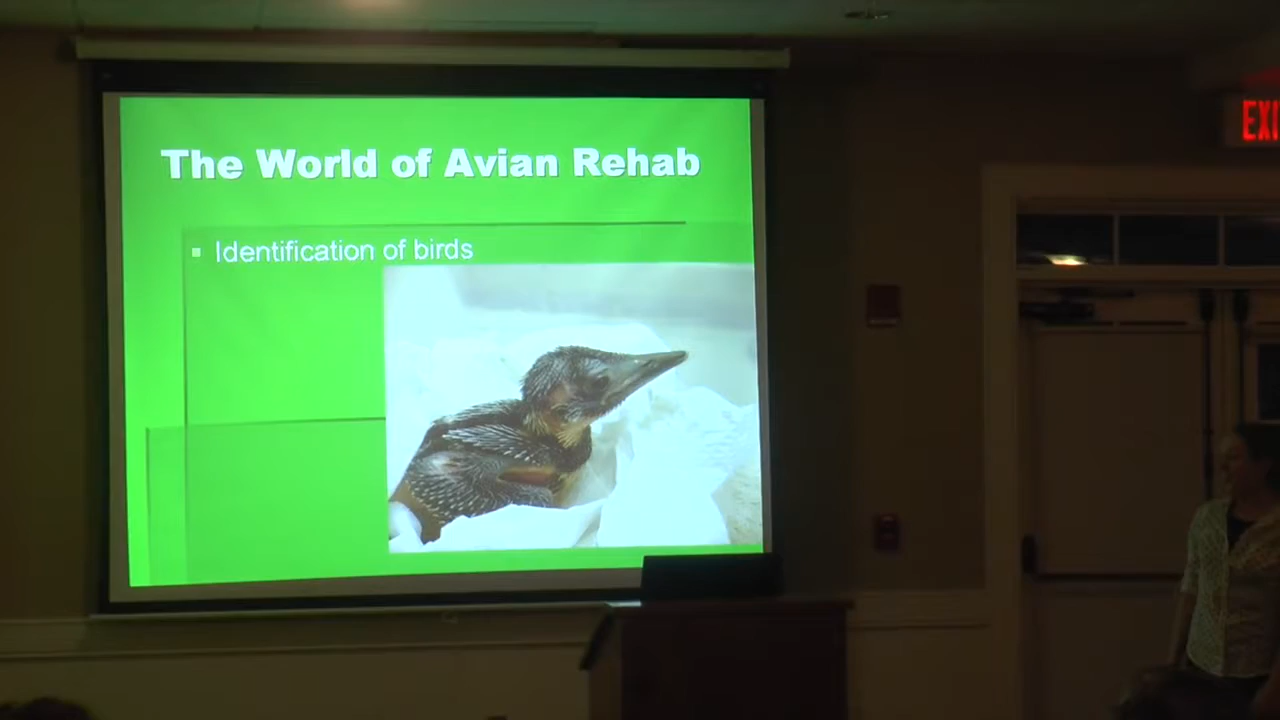 The World of Avian Rehab
Identification of birds
EXI